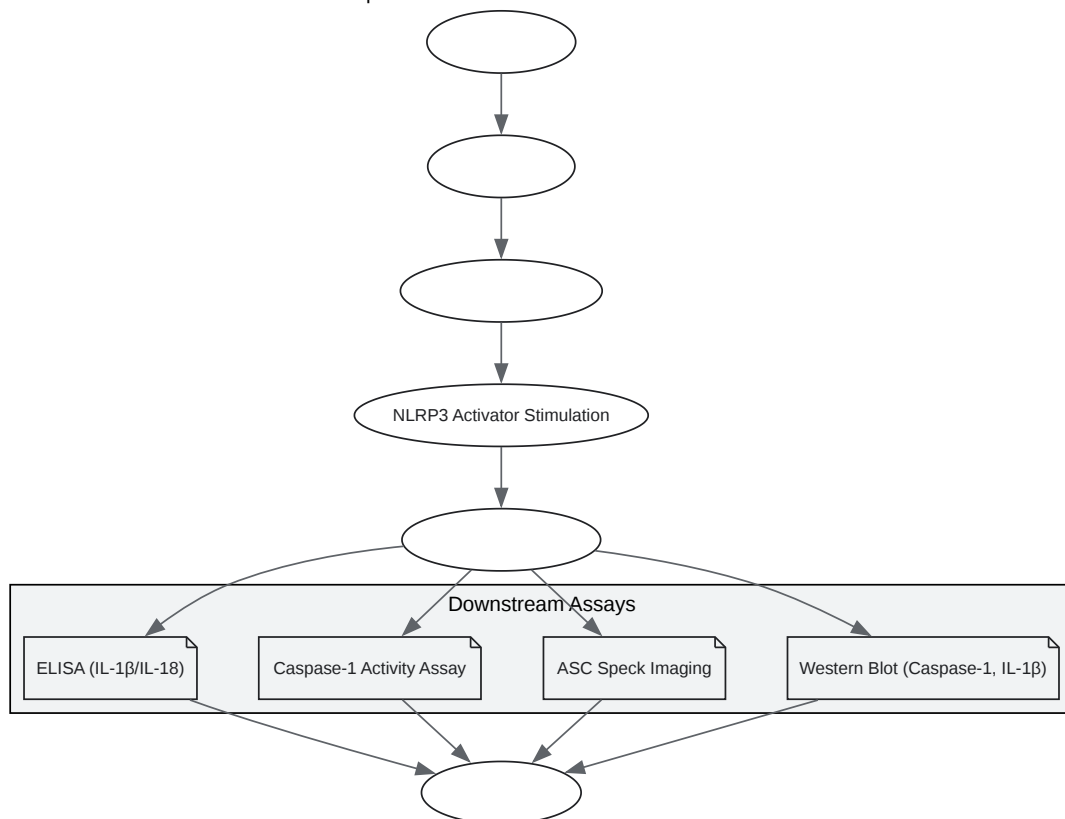 NLRP3 Activator Stimulation
Downstream Assays
ELISA (IL-1β/IL-18)
Caspase-1 Activity Assay
ASC Speck Imaging
Western Blot (Caspase-1, IL-1β)